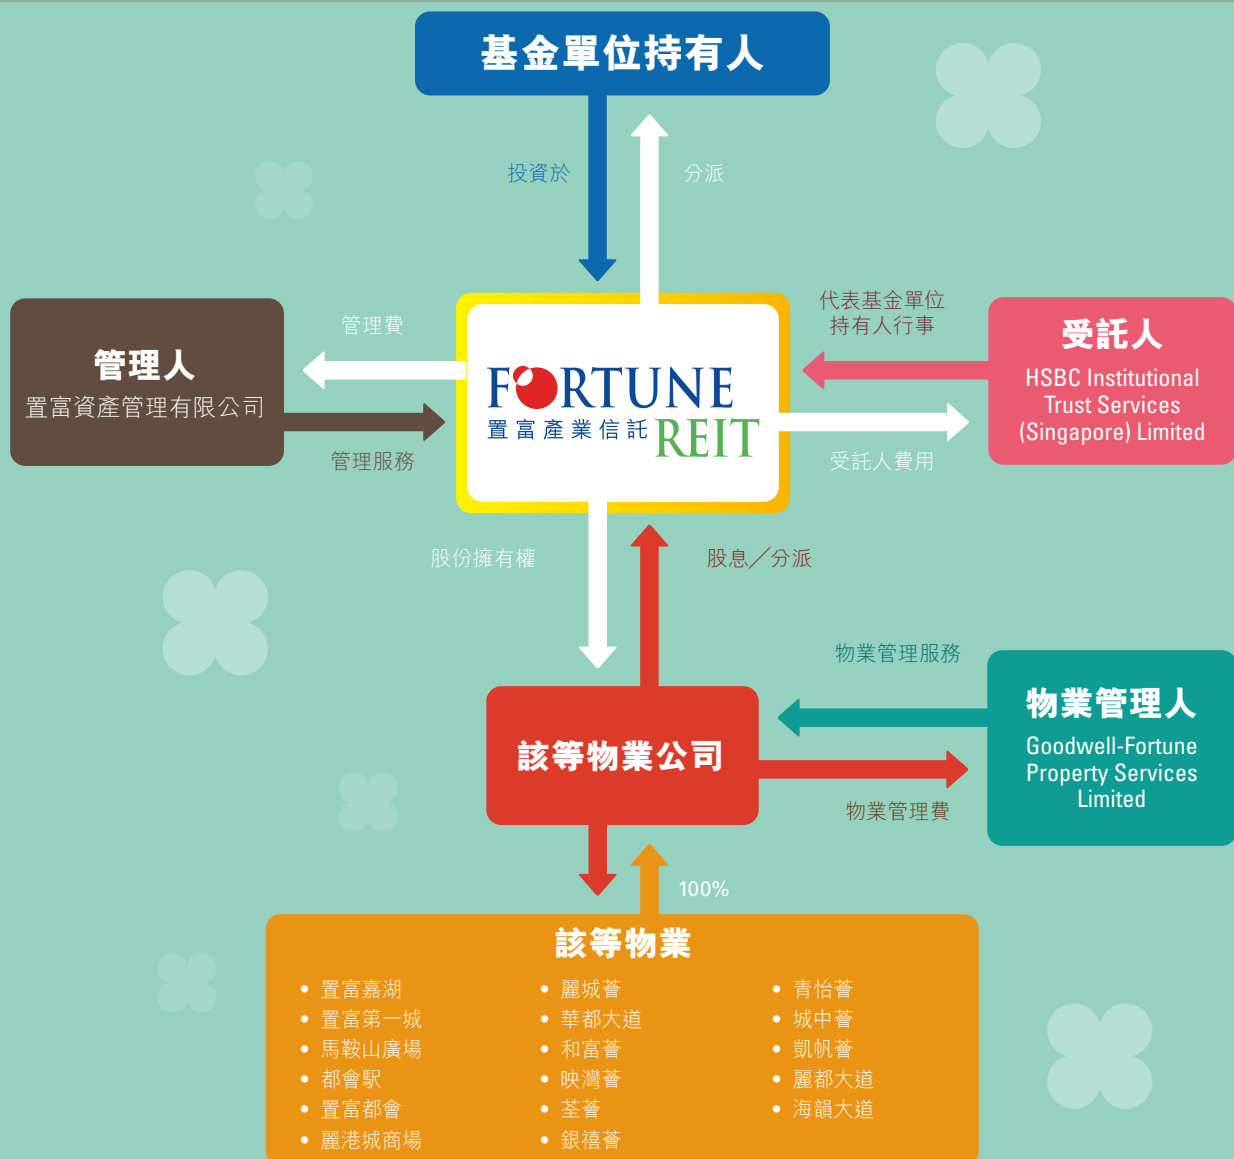 基金單位持有人
投資於
分派
管理人
置富資產管理有限公司
管理費
管理服務
FORTUNE
置富產業信託
REIT
代表基金單位
持有人行事
受託人費用
受託人
HSBC Institutional
Trust Services
(Singapore) Limited
股份擁有權
股息／分派
該等物業公司
物業管理服務
物業管理費
物業管理人
Goodwell-Fortune
Property Services
Limited
100%
該等物業
• 置富嘉湖
• 置富第一城
• 馬鞍山廣場
• 都會駅
• 置富都會
• 麗港城商場
• 麗城薈
• 華都大道
• 和富薈
• 映灣薈
• 荃薈
• 銀禧薈
• 青怡薈
• 城中薈
• 凱帆薈
• 麗都大道
• 海韻大道